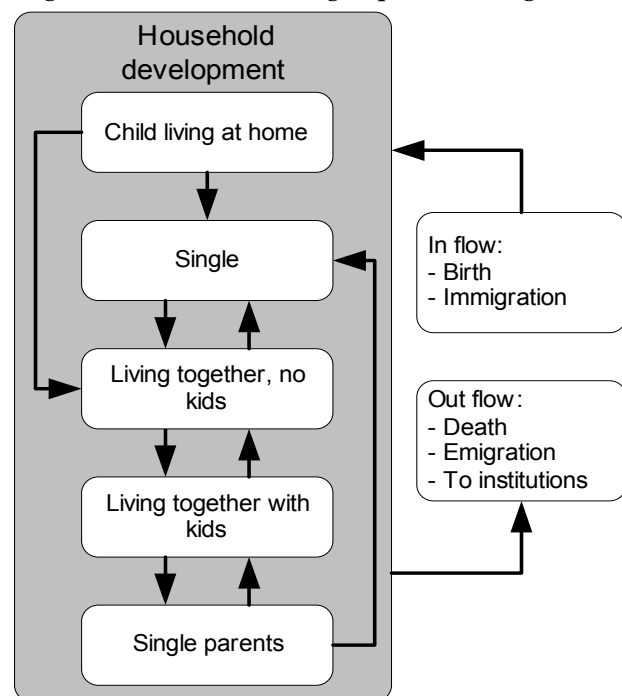 Household
development
Child living at home
Single
Living together, no
kids
Living together with
kids
Single parents
In flow:
- Birth
- Immigration
Out flow:
- Death
- Emigration
- To institutions